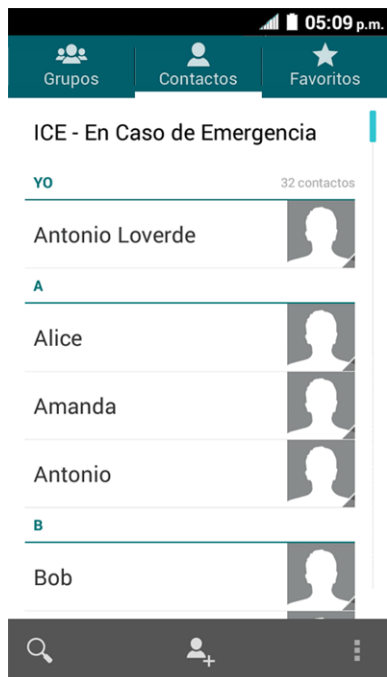 05:09 p.m.
Grupos Contactos Favoritos
ICE - En Caso de Emergencia
YO 32 contactos
Antonio Loverde
A
Alice
Amanda
Antonio
B
Bob